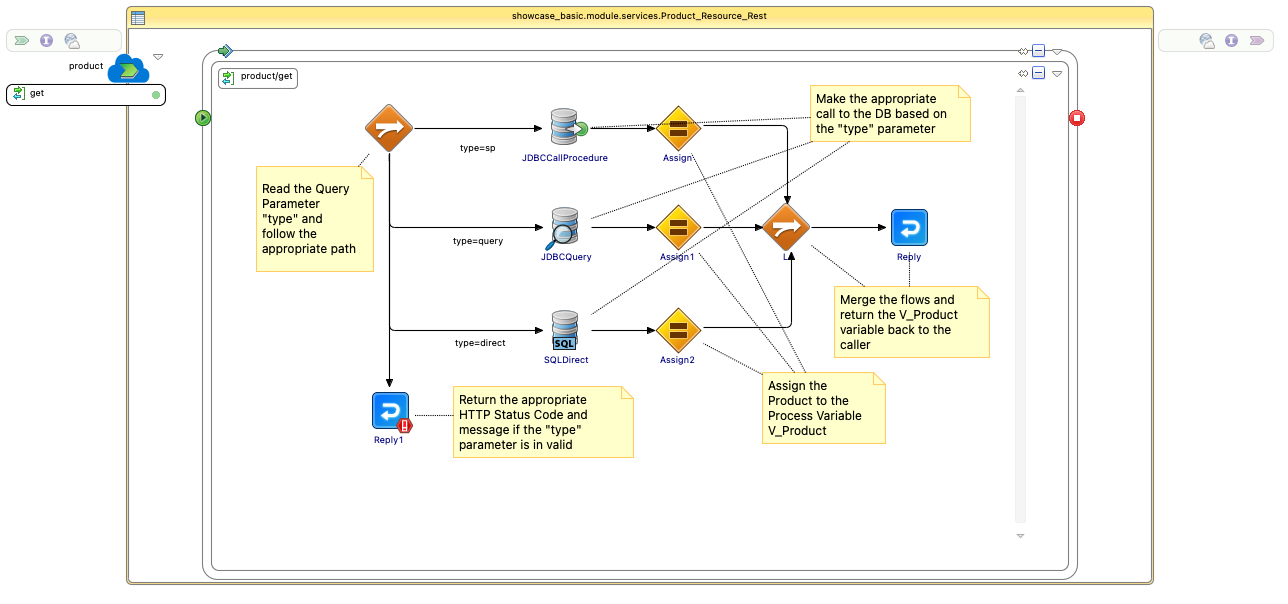 showcase_basic.module.services.Product_Resource_Rest
product
get
product/get
Make the appropriate
call to the DB based on
the "type" parameter
type=sp
JDBCCallProcedure
Assign
Read the Query
Parameter
"type" and
follow the
appropriate path
type=query
JDBCQuery
Assign1
Reply
Merge the flows and
return the V_Product
variable back to the
caller
type=direct
SQL
SQLDirect
Assign2
Assign the
Product to the
Process Variable
V_Product
Return the appropriate
HTTP Status Code and
message if the "type"
parameter is in valid
Reply1